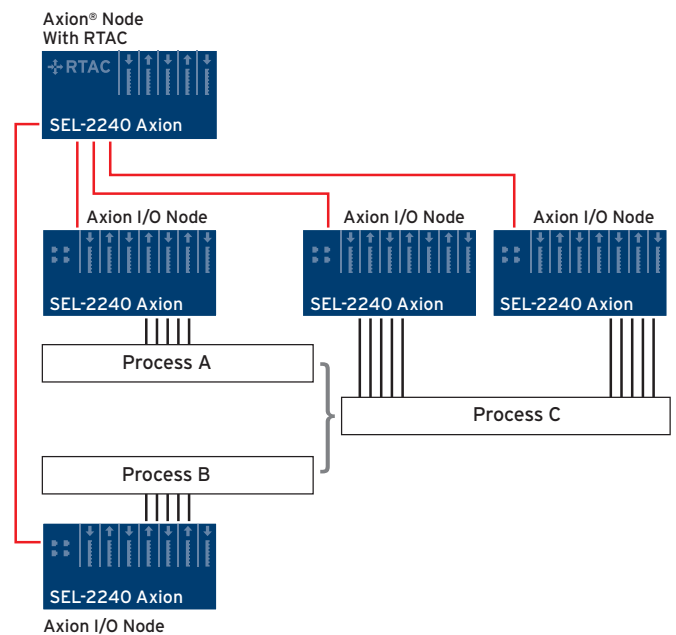 Axion® Node
With RTAC
RTAC
SEL-2240 Axion
Axion I/O Node
Axion I/O Node
Axion I/O Node
SEL-2240 Axion
SEL-2240 Axion
SEL-2240 Axion
Process A
Process C
Process B
SEL-2240 Axion
Axion I/O Node